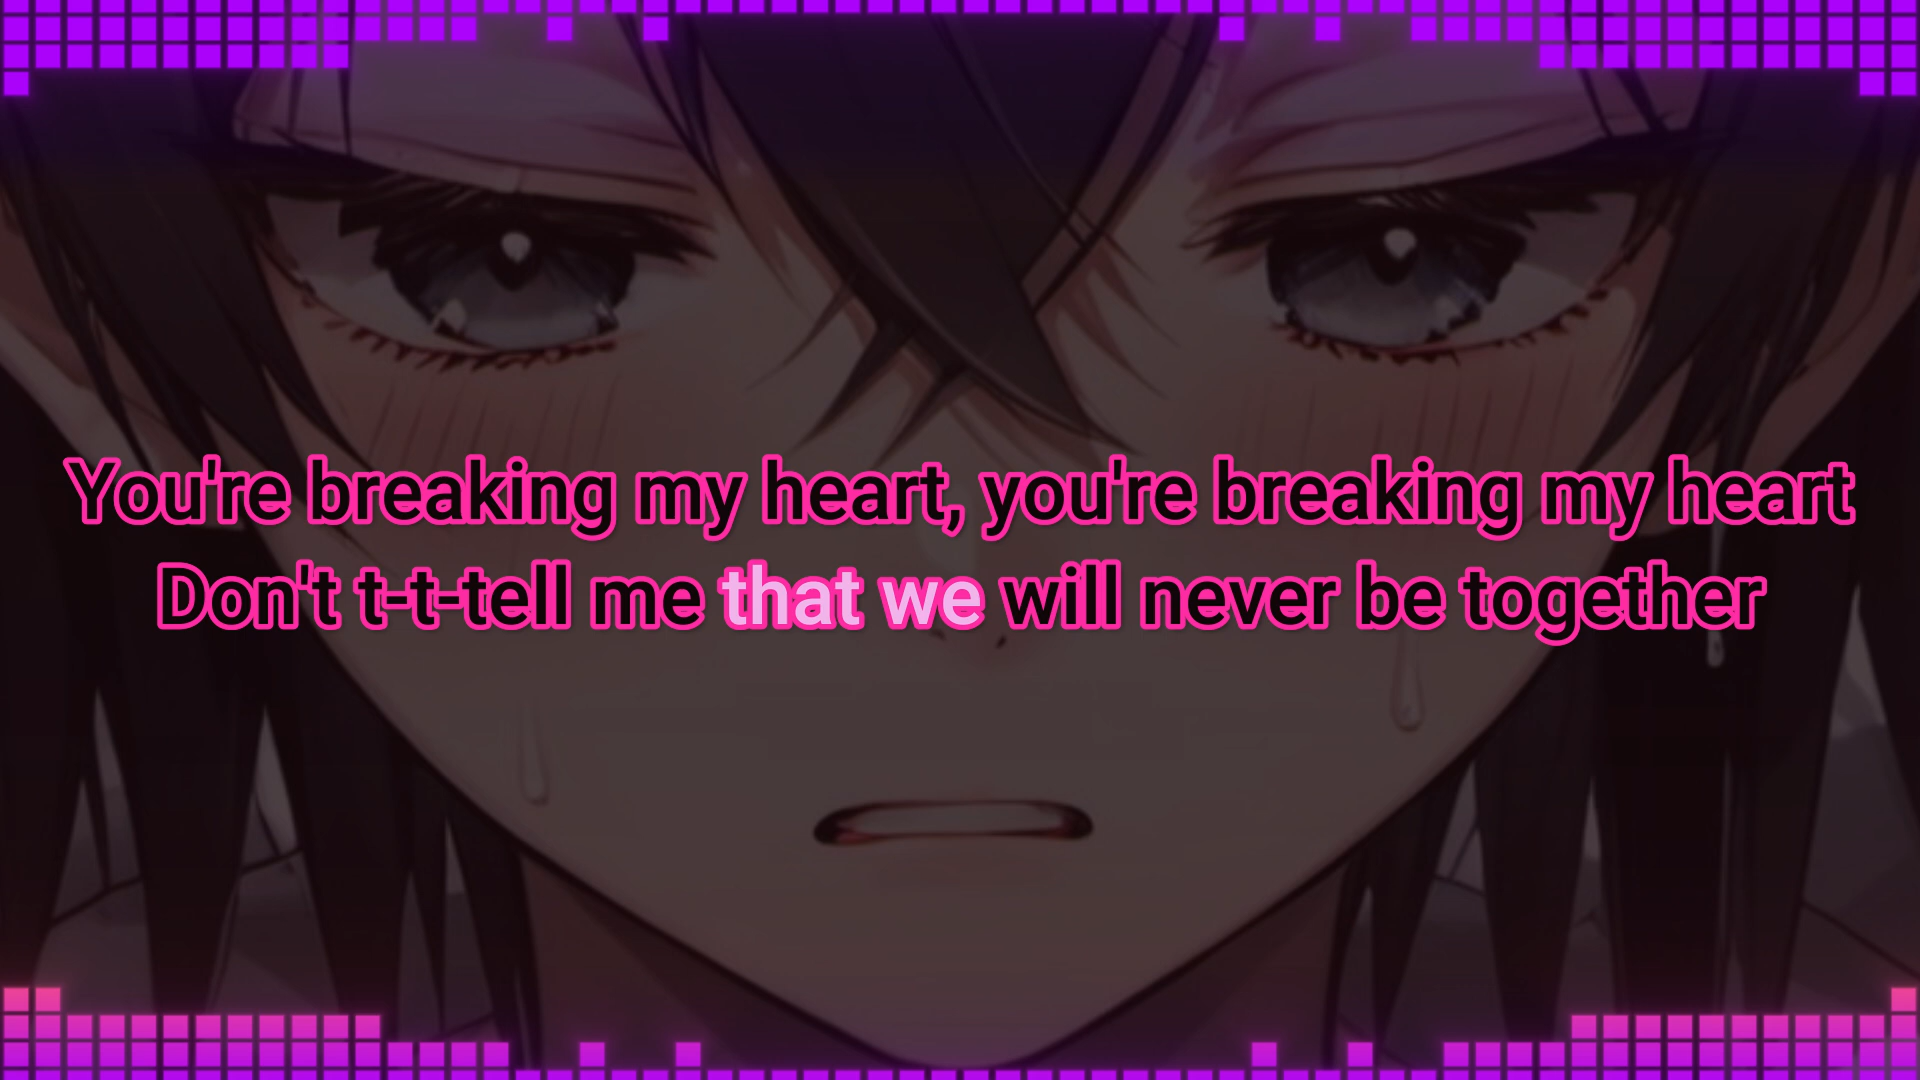 You're breaking my heart, you're breaking my heart
Don't t-t-tell me that we will never be together